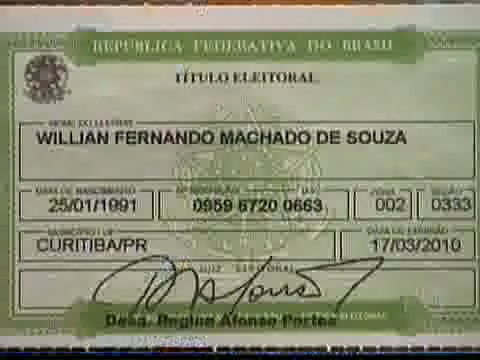 REPÚBLICA FEDERATIVA DO BRASIL
TÍTULO ELEITORAL
NOME DO ELEITOR
WILLIAN FERNANDO MACHADO DE SOUZA
DATA DE NASCIMENTO Nº INSCRIÇÃO D.V. ZONA SEÇÃO
25/01/1991 0959 6720 0663 002 0333
MUNICÍPIO / UF DATA DE EMISSÃO
CURITIBA/PR 17/03/2010
JUIZ ELEITORAL
Desa. Regina Afonso Portes